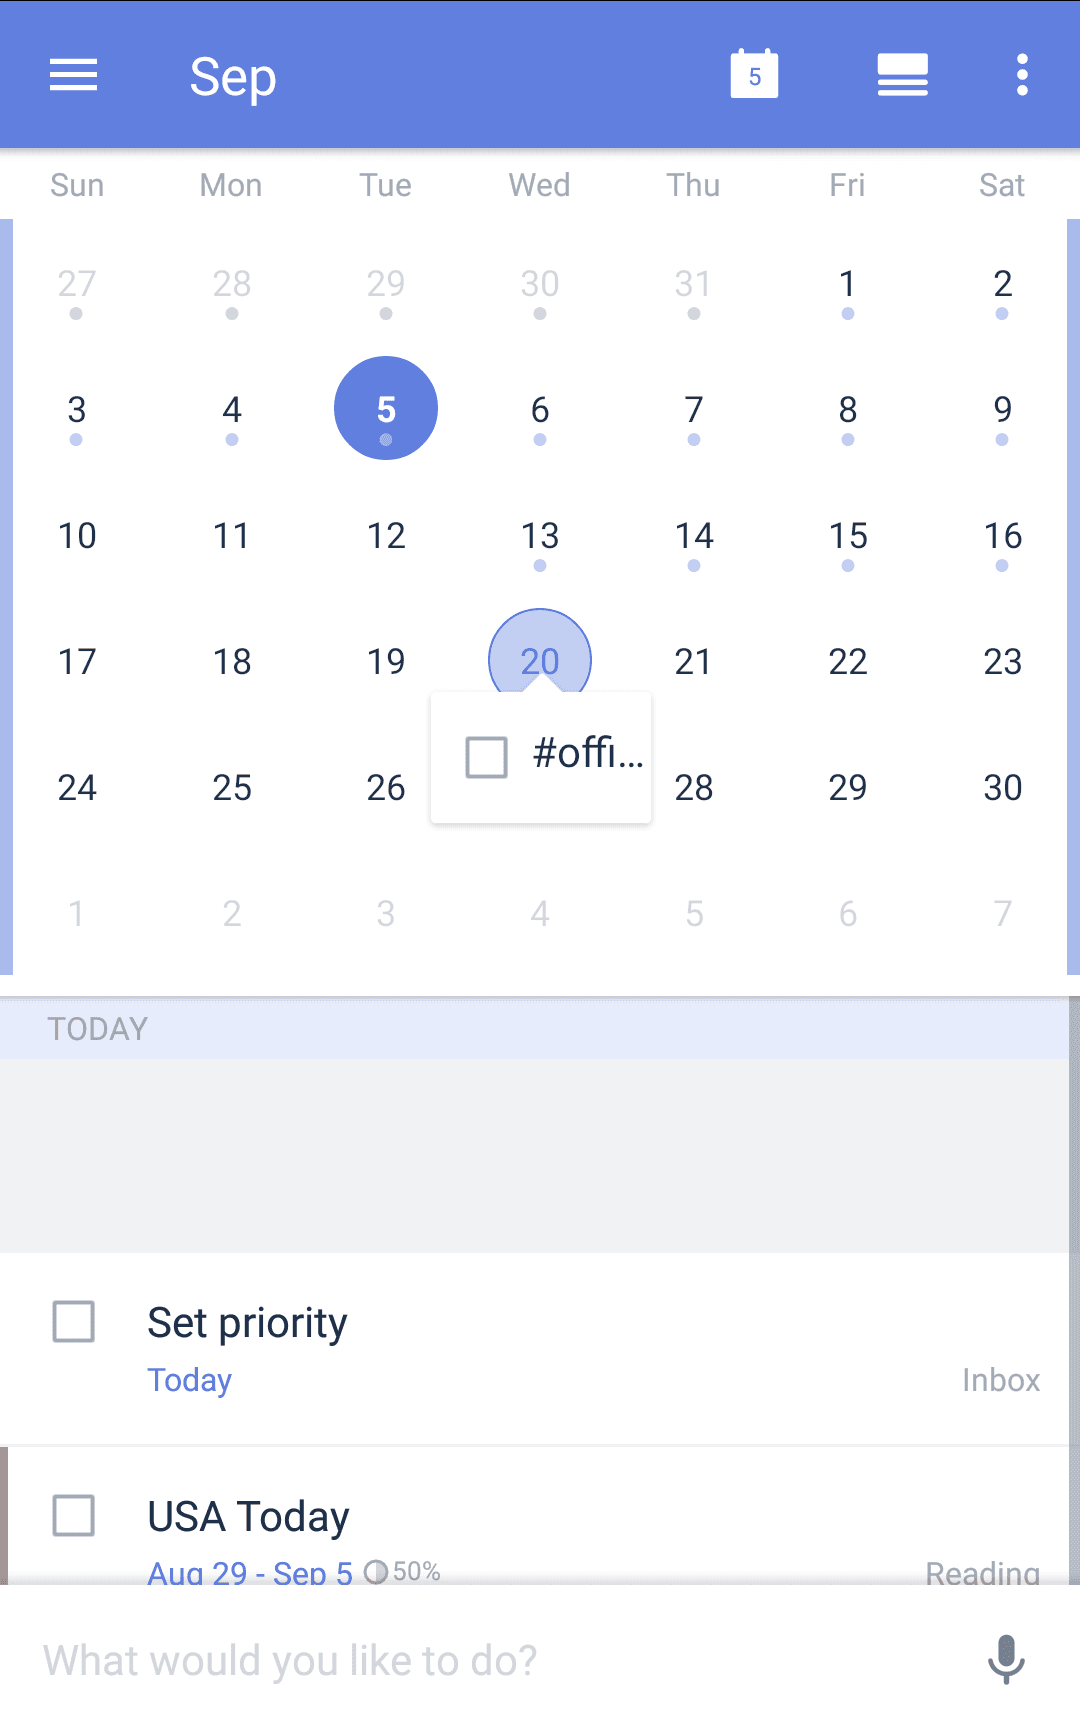 Sep 5
Sun Mon Tue Wed Thu Fri Sat
27 28 29 30 31 1 2
3 4 5 6 7 8 9
10 11 12 13 14 15 16
17 18 19 20 21 22 23
#offi...
24 25 26 28 29 30
1 2 3 4 5 6 7
TODAY
Set priority
Today Inbox
USA Today
Aug 29 - Sep 5 50% Reading
What would you like to do?